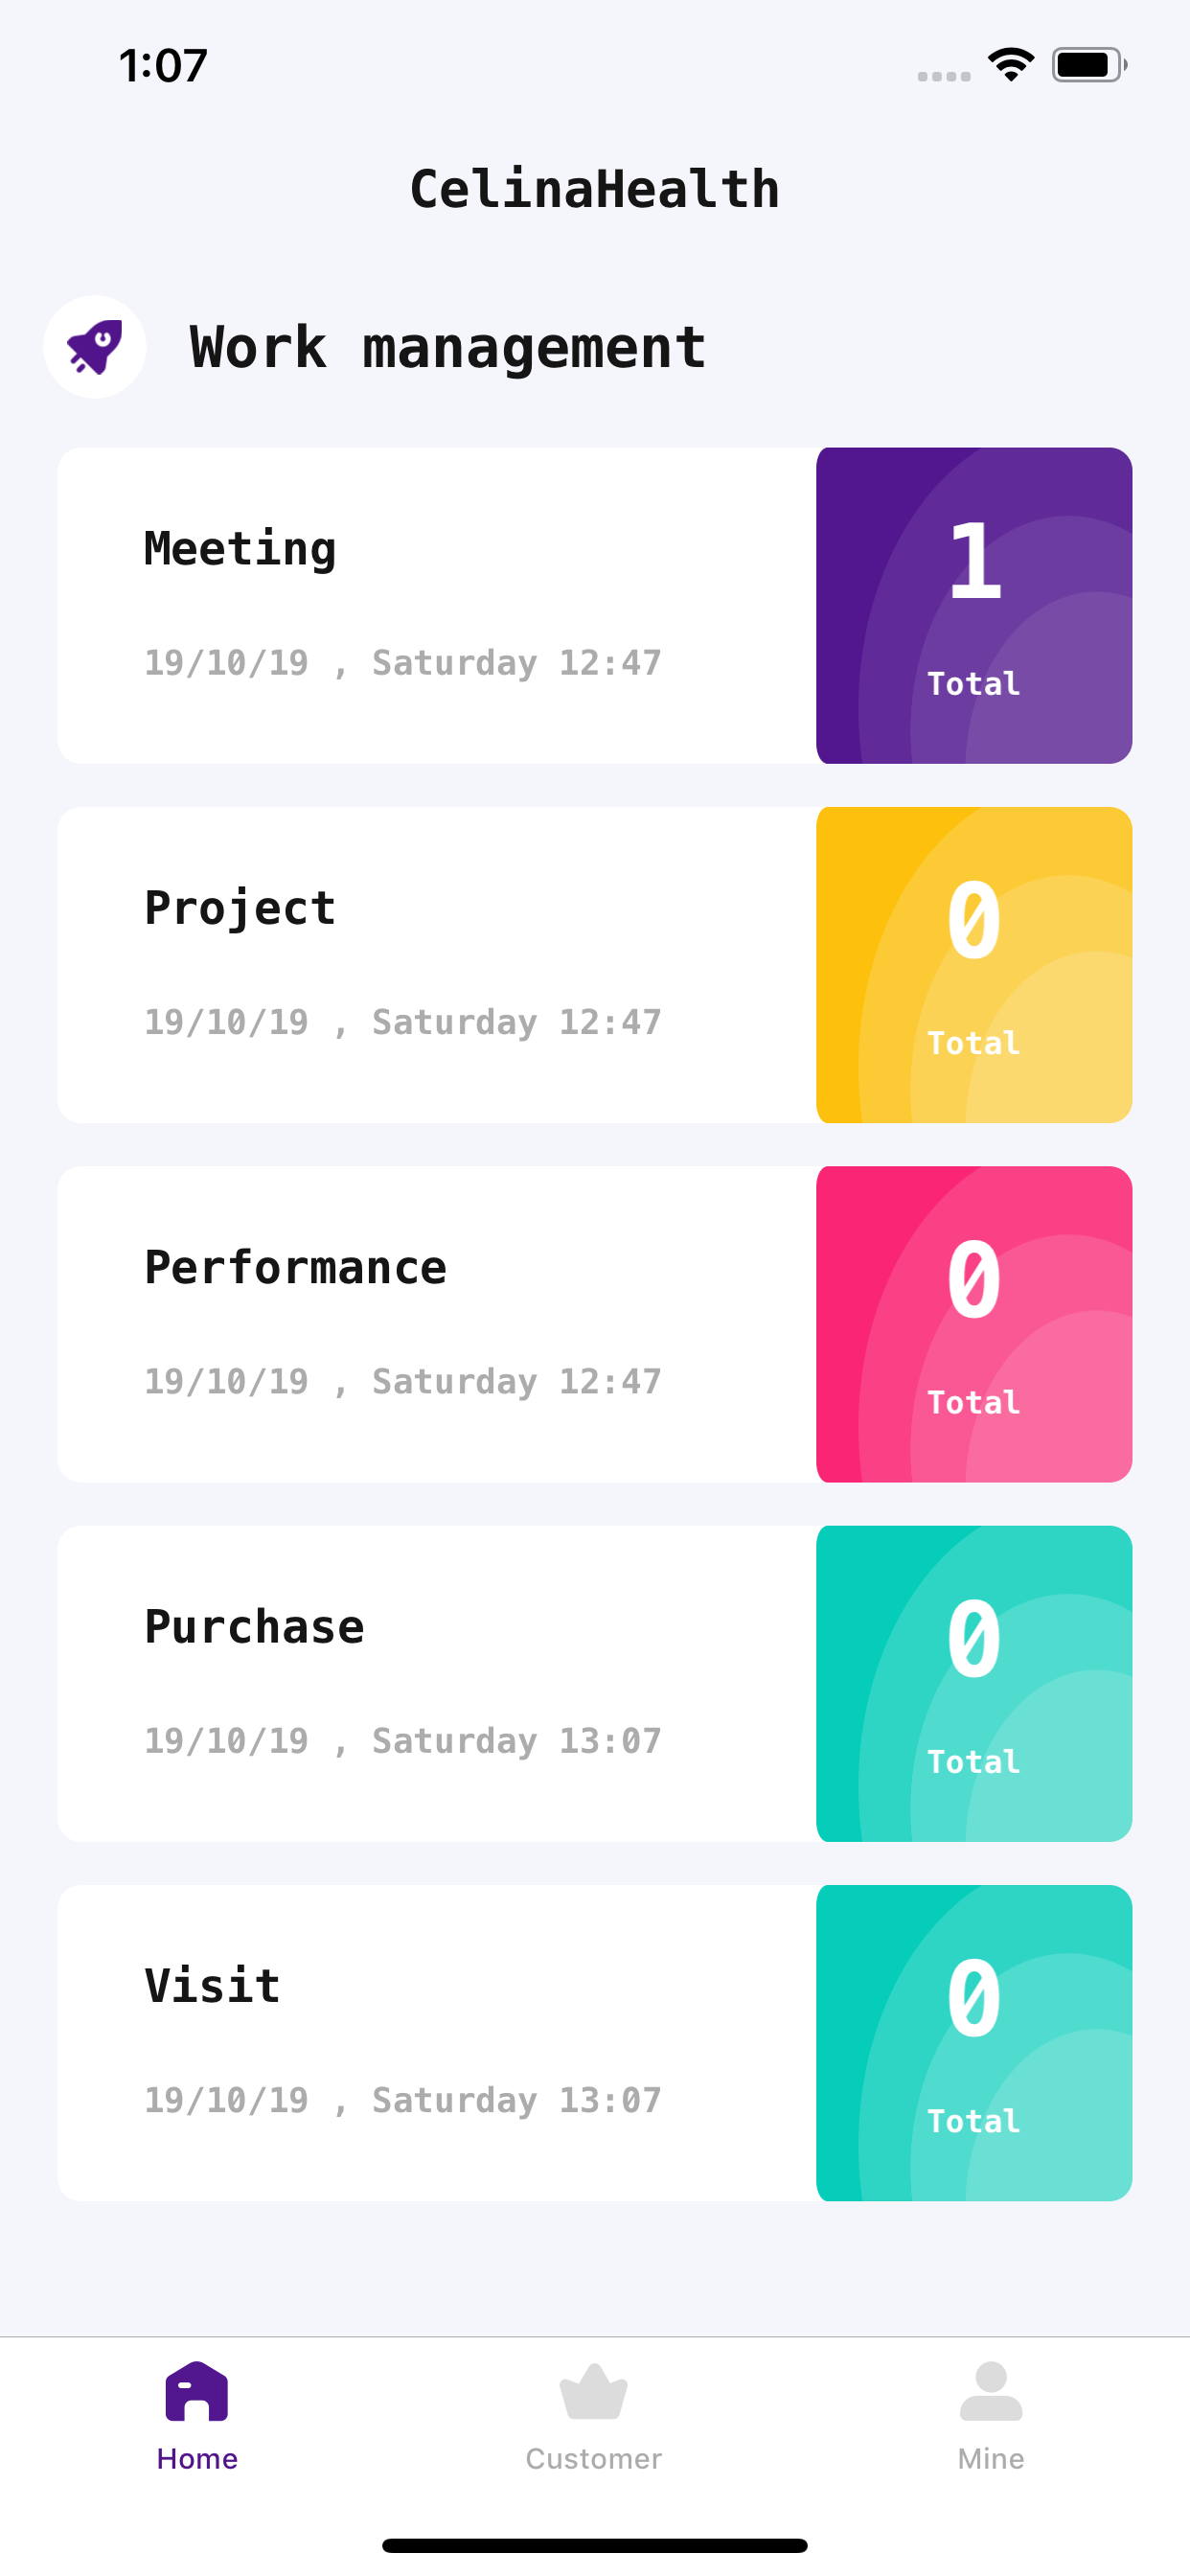 1:07
CelinaHealth
Work management
Meeting
19/10/19 , Saturday 12:47
1
Total
Project
19/10/19 , Saturday 12:47
0
Total
Performance
19/10/19 , Saturday 12:47
0
Total
Purchase
19/10/19 , Saturday 13:07
0
Total
Visit
19/10/19 , Saturday 13:07
0
Total
Home
Customer
Mine